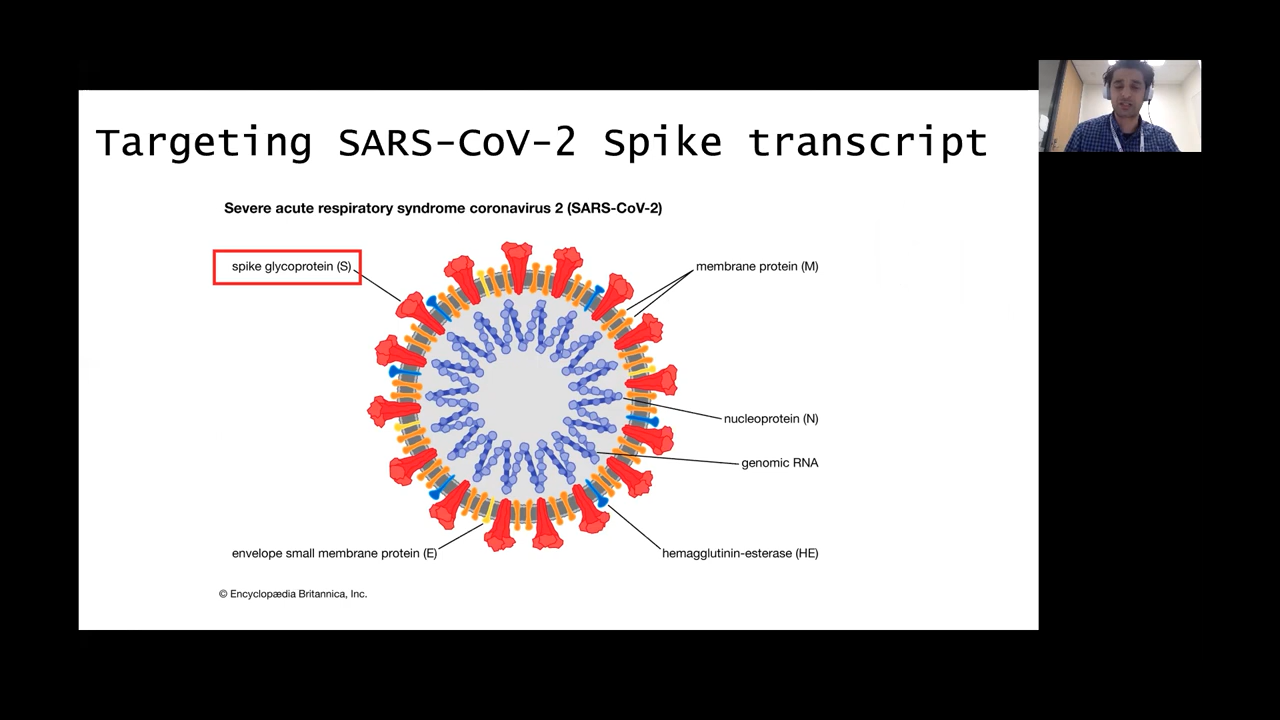 Targeting SARS-CoV-2 Spike transcript
Severe acute respiratory syndrome coronavirus 2 (SARS-CoV-2)
spike glycoprotein (S)
membrane protein (M)
nucleoprotein (N)
genomic RNA
envelope small membrane protein (E)
hemagglutinin-esterase (HE)
© Encyclopædia Britannica, Inc.